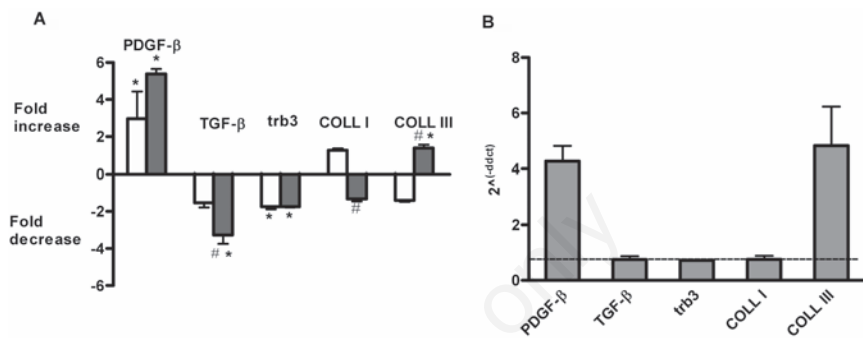 A
PDGF-β
*
*
6
4
2
0
-2
-4
-6
Fold
increase
Fold
decrease
TGF-β
trb3
COLL I
COLL III
# *
# *
* *
#
B
8
6
4
2
0
2^(-ddct)
PDGF-β
TGF-β
trb3
COLL I
COLL III
only